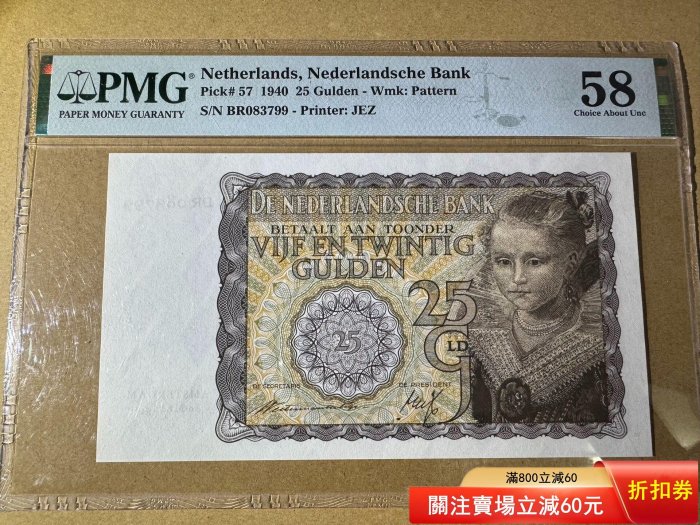 PMG®
PAPER MONEY GUARANTY
Netherlands, Nederlandsche Bank
Pick# 57 1940 25 Gulden - Wmk: Pattern
S/N BR083799 - Printer: JEZ
58
Choice About Unc
DE NEDERLANDSCHE BANK
BETAALT AAN TOONDER
VIJF EN TWINTIG
GULDEN
25
G
LD
25
DE SECRETARIS
DE PRESIDENT
滿800立減60
關注賣場立減60元
折扣券